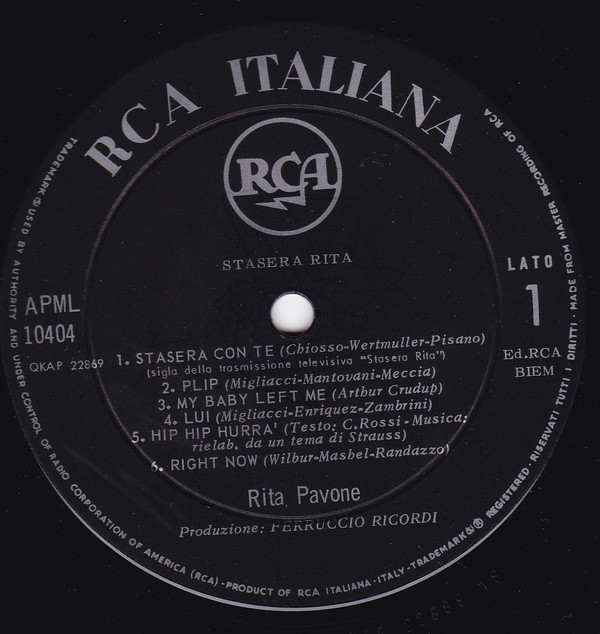 RCA ITALIANA
RCA
STASERA RITA
APML
10404
QKAP 22869
LATO
1
Ed.RCA
BIEM
1. STASERA CON TE (Chiosso-Wertmuller-Pisano)
(sigla della trasmissione televisiva "Stasera Rita")
2. PLIP (Migliacci-Mantovani-Meccia)
3. MY BABY LEFT ME (Arthur Crudup)
4. LUI (Migliacci-Enriquez-Zambrini)
5. HIP HIP HURRA' (Testo: C.Rossi-Musica;
rielab. da un tema di Strauss)
6. RIGHT NOW (Wilbur-Mashel-Randazzo)
Rita Pavone
Produzione: FERRUCCIO RICORDI
TRADEMARK ® USED BY AUTHORITY AND UNDER CONTROL OF RADIO CORPORATION OF AMERICA (RCA)-PRODUCT OF RCA ITALIANA·ITALY-TRADEMARK® REGISTERED·RISERVATI TUTTI I DIRITTI·MADE FROM MASTER RECORDING OF RCA